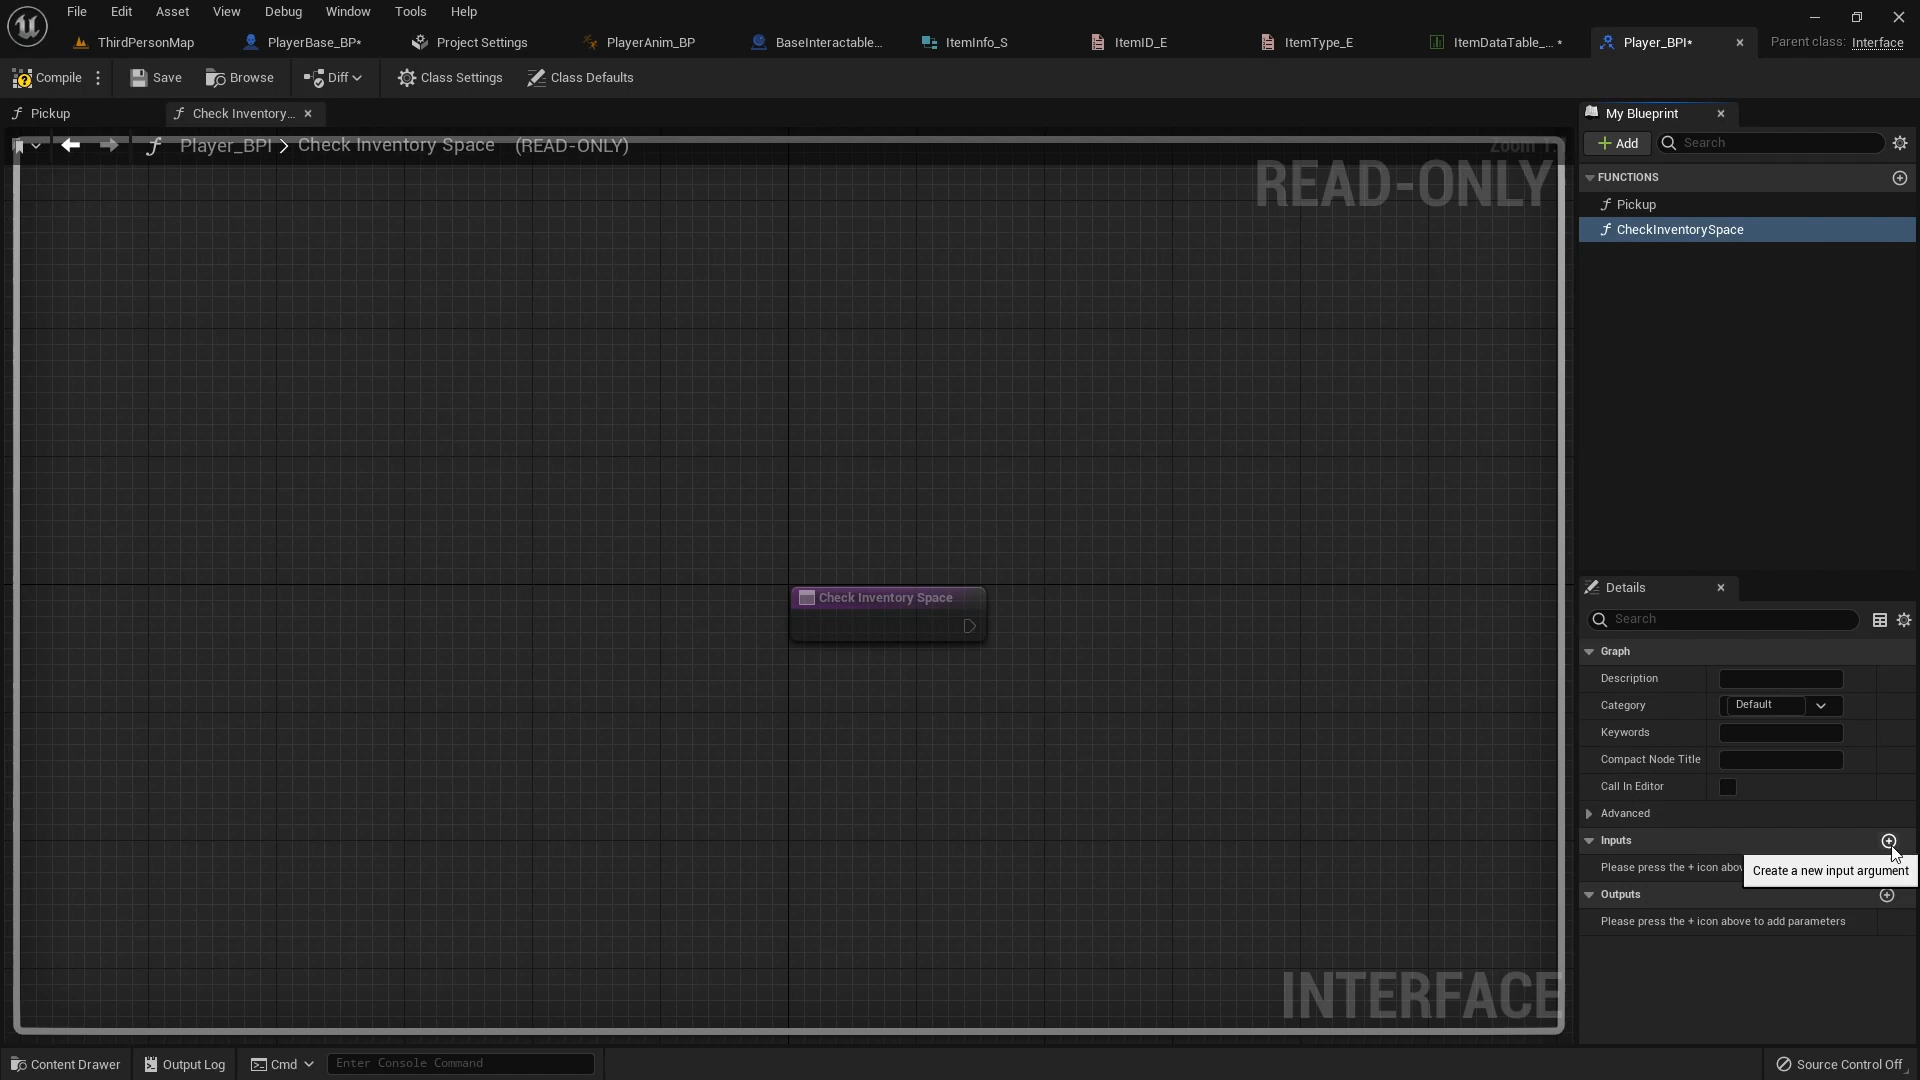 File Edit Asset View Debug Window Tools Help
ThirdPersonMap PlayerBase_BP* Project Settings PlayerAnim_BP BaseInteractable... ItemInfo_S ItemID_E ItemType_E ItemDataTable_... * Player_BPI* Parent class: Interface
Compile Save Browse Diff Class Settings Class Defaults
Pickup Check Inventory... My Blueprint
Player_BPI > Check Inventory Space (READ-ONLY)
Add Search
READ-ONLY
FUNCTIONS
Pickup
CheckInventorySpace
Check Inventory Space
Details
Search
Graph
Description
Category Default
Keywords
Compact Node Title
Call In Editor
Advanced
Inputs
Please press the + icon abov
Create a new input argument
Outputs
Please press the + icon above to add parameters
INTERFACE
Content Drawer Output Log Cmd Enter Console Command Source Control Off